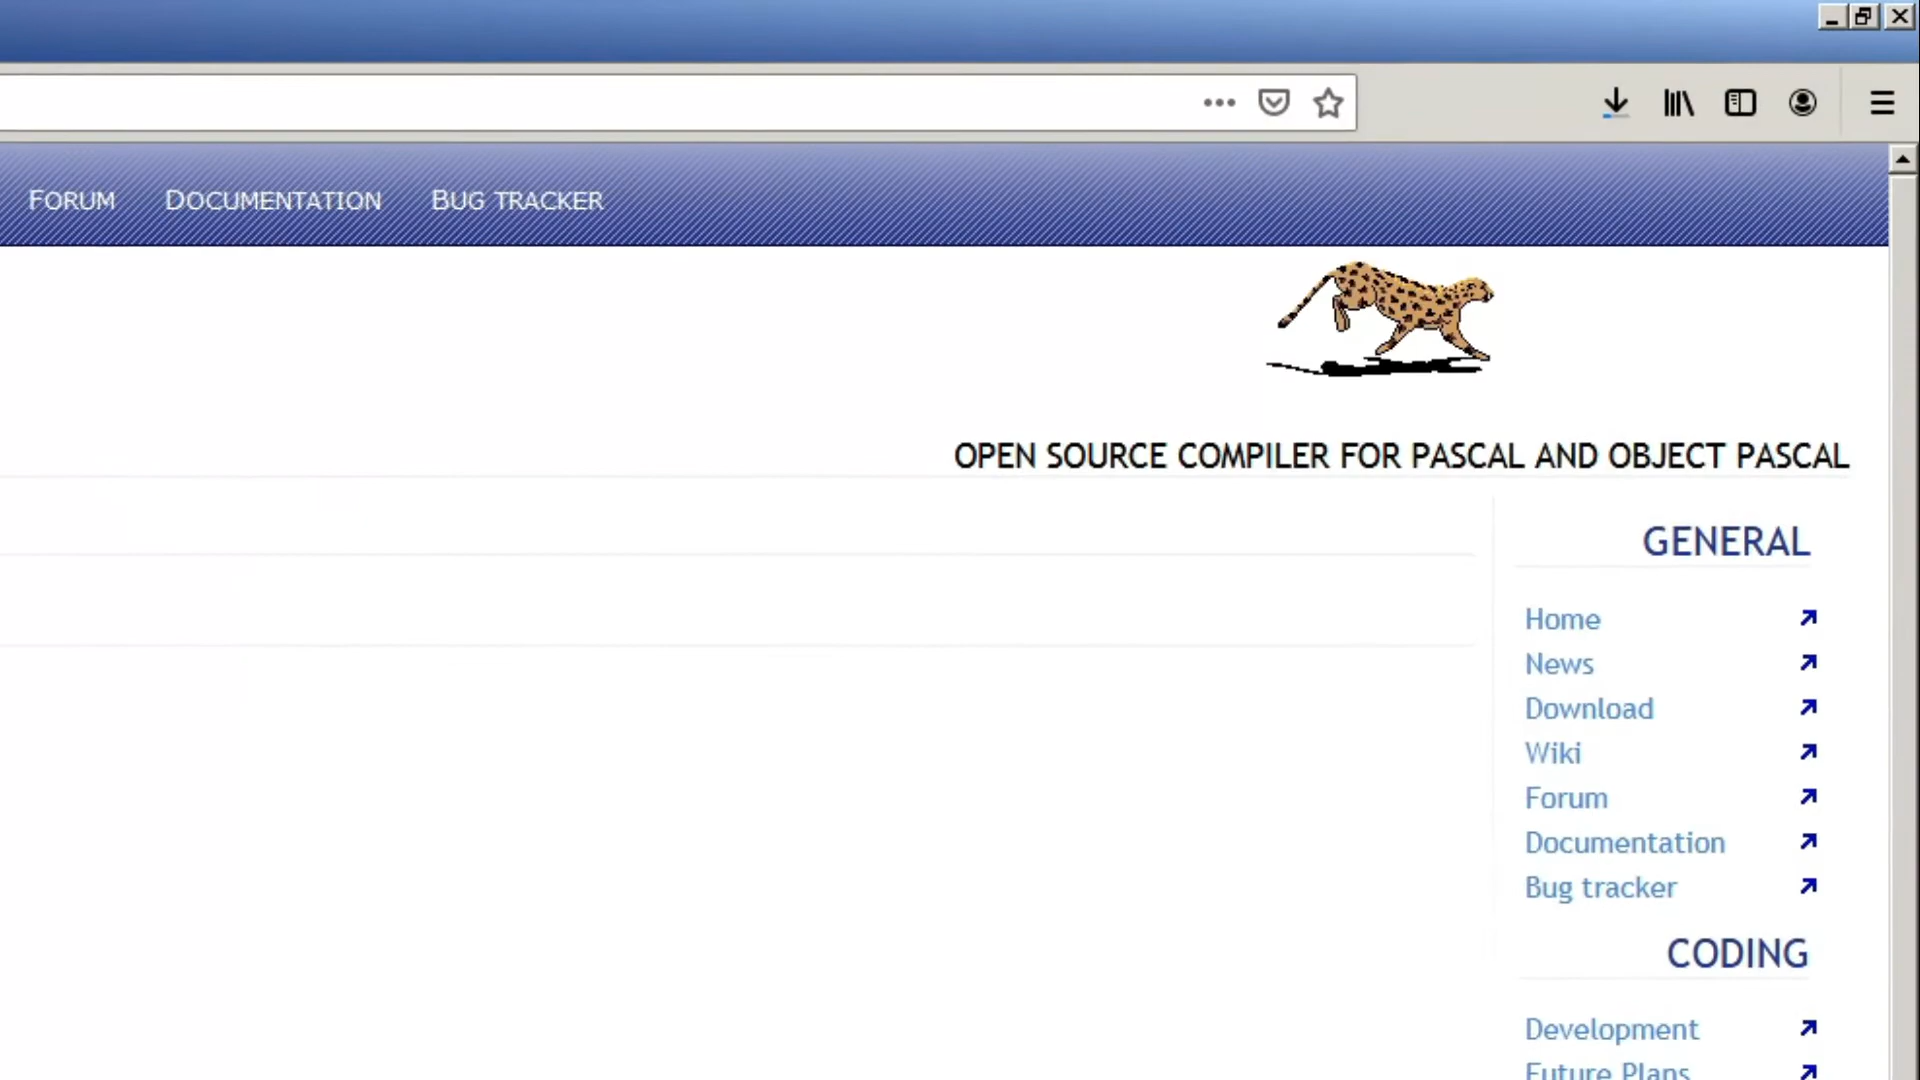 FORUM DOCUMENTATION BUG TRACKER
OPEN SOURCE COMPILER FOR PASCAL AND OBJECT PASCAL
GENERAL
Home
News
Download
Wiki
Forum
Documentation
Bug tracker
CODING
Development
Future Plans